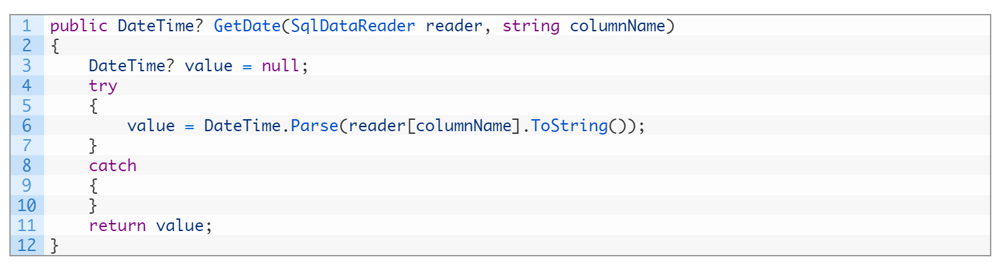 1 public DateTime? GetDate(SqlDataReader reader, string columnName)
2 {
3     DateTime? value = null;
4     try
5     {
6         value = DateTime.Parse(reader[columnName].ToString());
7     }
8     catch
9     {
10     }
11     return value;
12 }